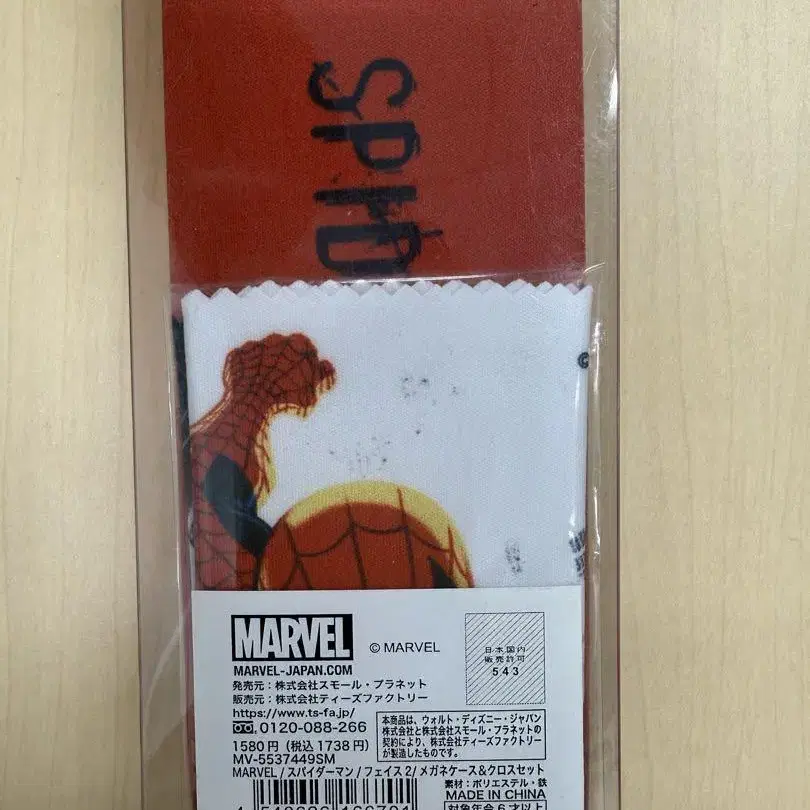 SPID
©
MARVEL
© MARVEL
MARVEL-JAPAN.COM
日本国内
販売許可
543
発売元：株式会社スモール・プラネット
販売元：株式会社ティーズファクトリー
https://www.ts-fa.jp/
0120-088-266
本商品は、ウォルト・ディズニー・ジャパン
株式会社と株式会社スモール・プラネットの
契約により、株式会社ティーズファクトリー
が製造したものです。
1580円（税込1738円）
MV-5537449SM
MARVEL/スパイダーマン/フェイス2/メガネケース&クロスセット
素材：ポリエステル・鉄
MADE IN CHINA
対象年令6才以上